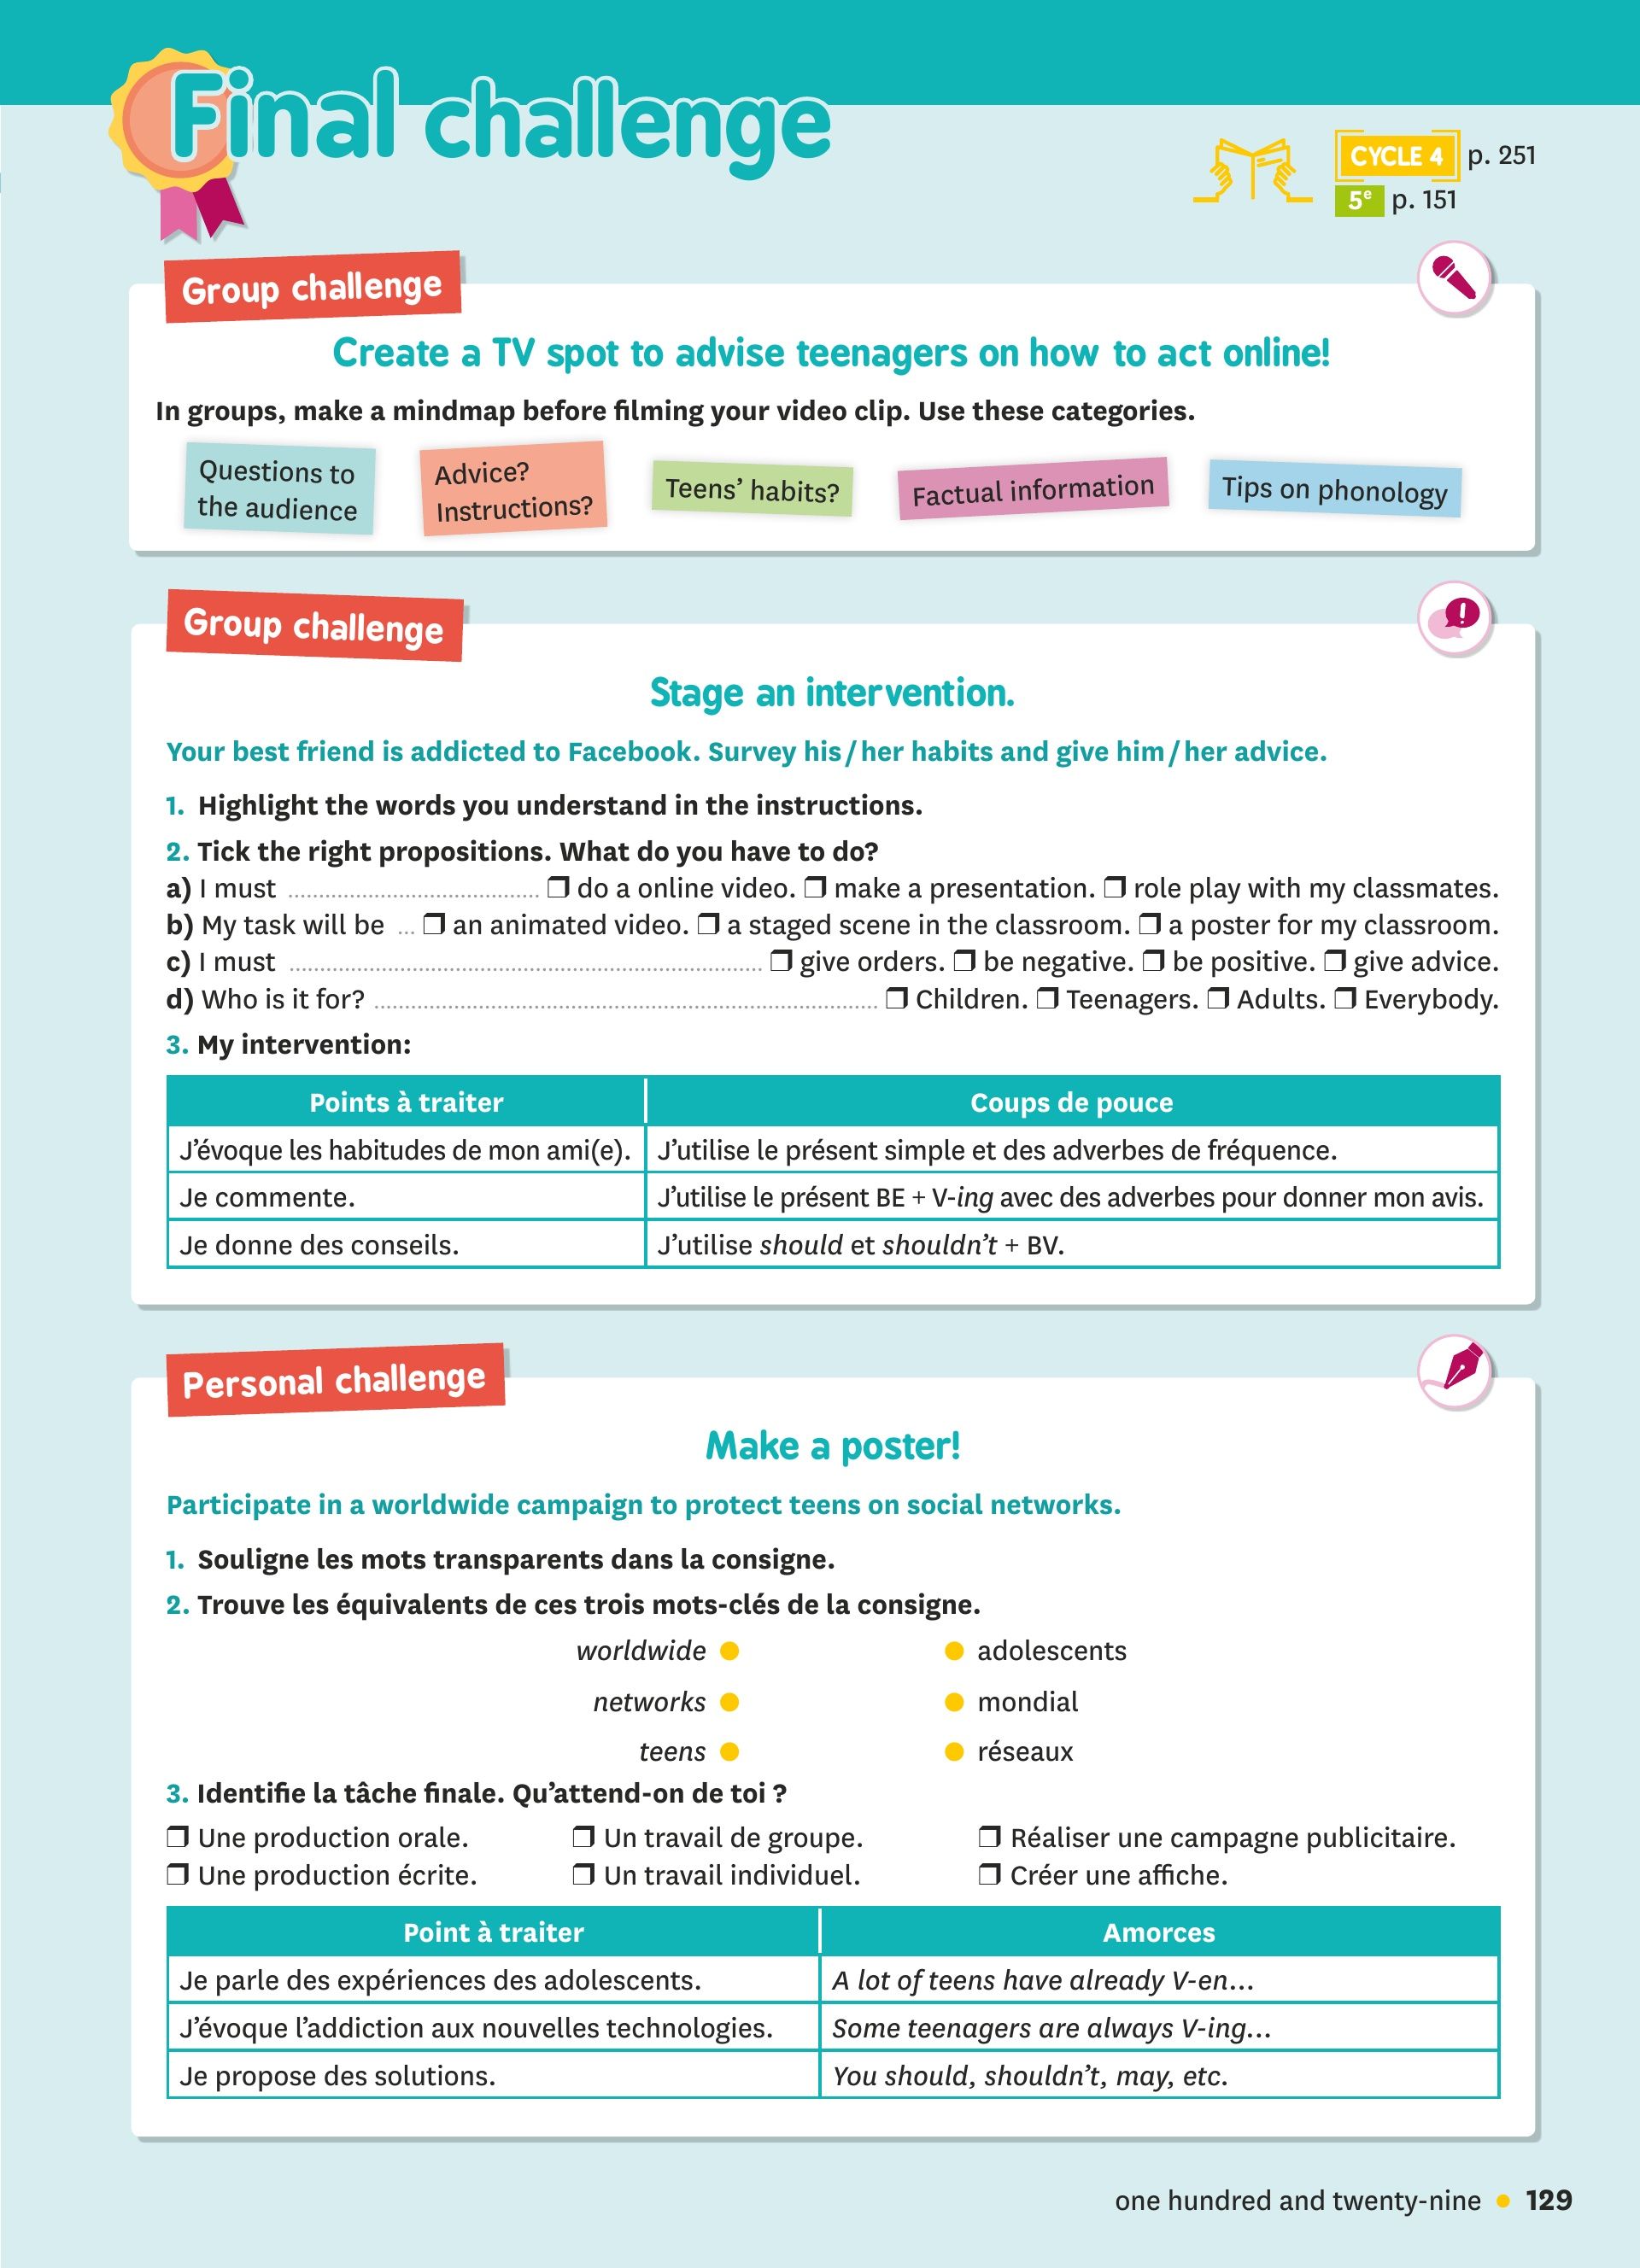 Final challenge
CYCLE 4 p. 251
5e p. 151
Group challenge
Create a TV spot to advise teenagers on how to act online!
In groups, make a mindmap before filming your video clip. Use these categories.
Questions to
the audience
Advice?
Instructions?
Teens’ habits?
Factual information
Tips on phonology
Group challenge
Stage an intervention.
Your best friend is addicted to Facebook. Survey his / her habits and give him / her advice.
1. Highlight the words you understand in the instructions.
2. Tick the right propositions. What do you have to do?
a) I must .................................... ❒ do a online video. ❒ make a presentation. ❒ role play with my classmates.
b) My task will be ... ❒ an animated video. ❒ a staged scene in the classroom. ❒ a poster for my classroom.
c) I must .................................................................... ❒ give orders. ❒ be negative. ❒ be positive. ❒ give advice.
d) Who is it for? ........................................................................ ❒ Children. ❒ Teenagers. ❒ Adults. ❒ Everybody.
3. My intervention:
Points à traiter Coups de pouce
J’évoque les habitudes de mon ami(e). J’utilise le présent simple et des adverbes de fréquence.
Je commente. J’utilise le présent BE + V-ing avec des adverbes pour donner mon avis.
Je donne des conseils. J’utilise should et shouldn’t + BV.
Personal challenge
Make a poster!
Participate in a worldwide campaign to protect teens on social networks.
1. Souligne les mots transparents dans la consigne.
2. Trouve les équivalents de ces trois mots-clés de la consigne.
worldwide ● ● adolescents
networks ● ● mondial
teens ● ● réseaux
3. Identifie la tâche finale. Qu’attend-on de toi ?
❒ Une production orale. ❒ Un travail de groupe. ❒ Réaliser une campagne publicitaire.
❒ Une production écrite. ❒ Un travail individuel. ❒ Créer une affiche.
Point à traiter Amorces
Je parle des expériences des adolescents. A lot of teens have already V-en...
J’évoque l’addiction aux nouvelles technologies. Some teenagers are always V-ing...
Je propose des solutions. You should, shouldn’t, may, etc.
one hundred and twenty-nine ● 129